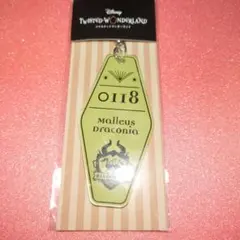 Disney
TWISTED WONDERLAND
0118
Malleus
Draconia